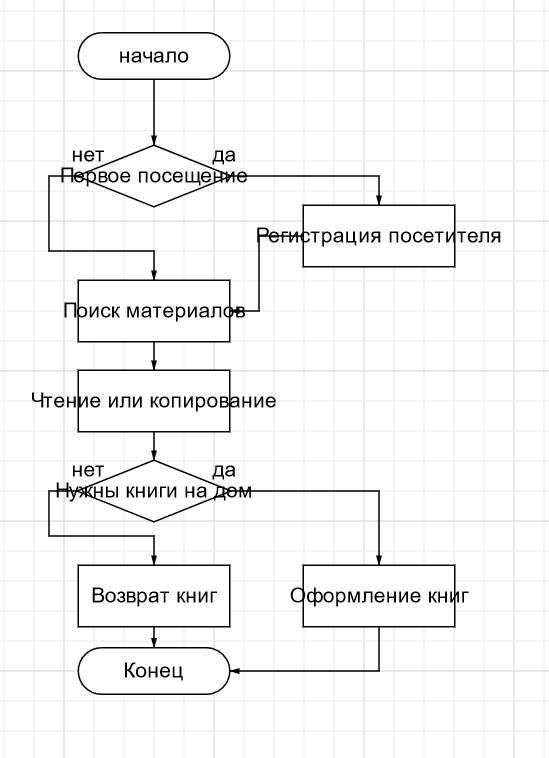 начало
нет
да
Первое посещение
Регистрация посетителя
Поиск материалов
Чтение или копирование
нет
да
Нужны книги на дом
Возврат книг
Оформление книг
Конец